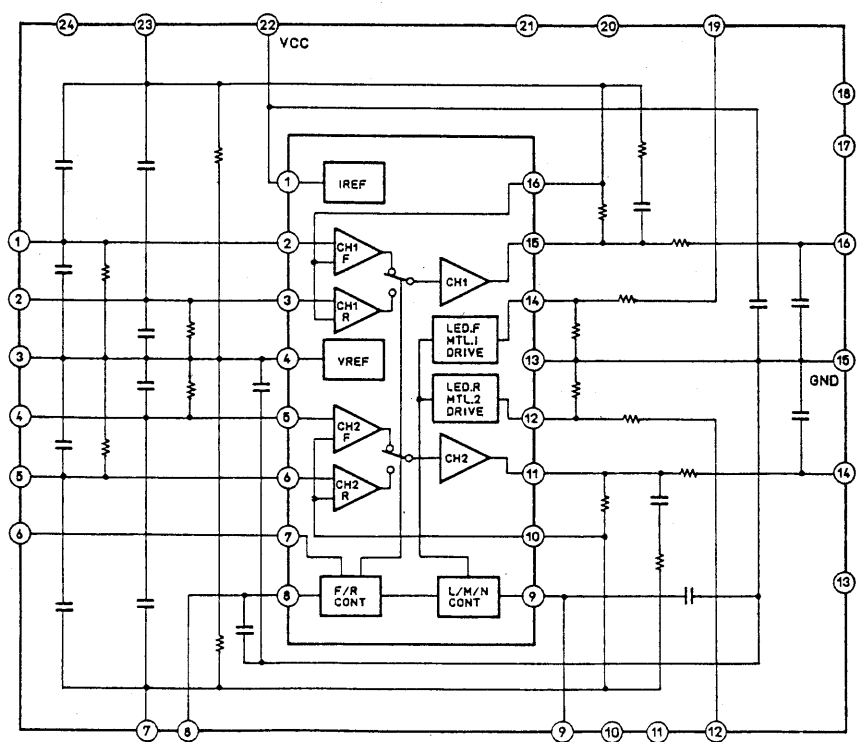 24 23 22 21 20 19
VCC
18
17
1 IREF 16
1 2 CH1 F CH1 15 16
2 3 CH1 R 14
LED.F MTL.1 DRIVE
3 4 VREF 13 15
GND
LED.R MTL.2 DRIVE
4 5 CH2 F 12
CH2 11 14
5 6 CH2 R
6 7 10
13
8 F/R CONT L/M/N CONT 9
7 8 9 10 11 12